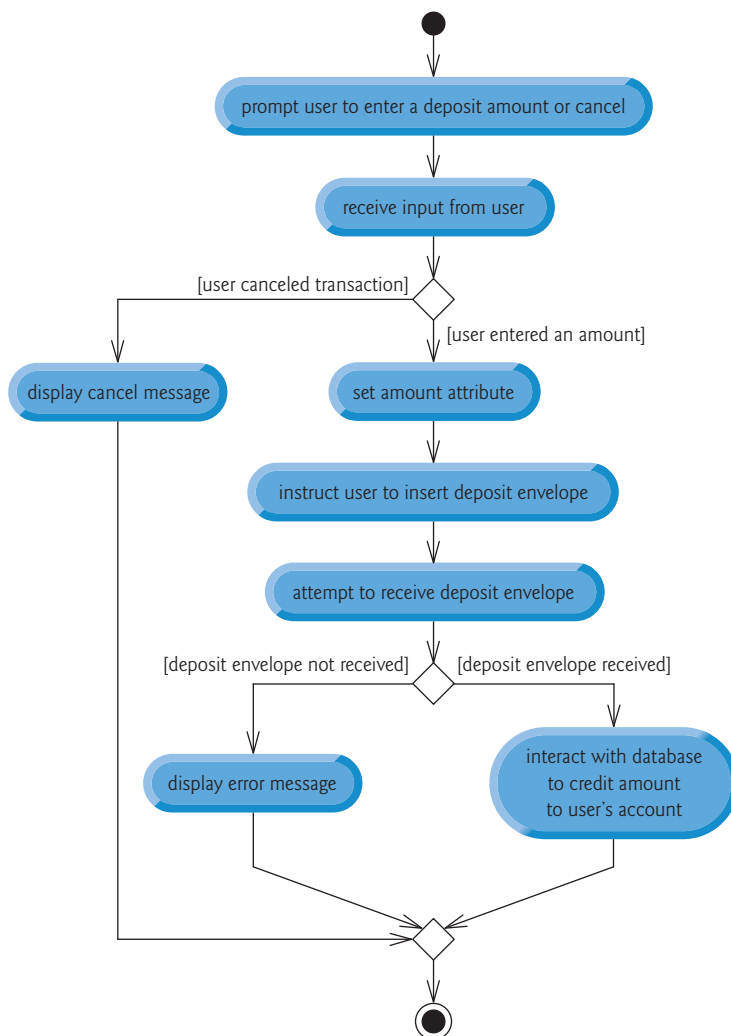 prompt user to enter a deposit amount or cancel
receive input from user
[user canceled transaction]
[user entered an amount]
display cancel message
set amount attribute
instruct user to insert deposit envelope
attempt to receive deposit envelope
[deposit envelope not received]
[deposit envelope received]
display error message
interact with database
to credit amount
to user's account